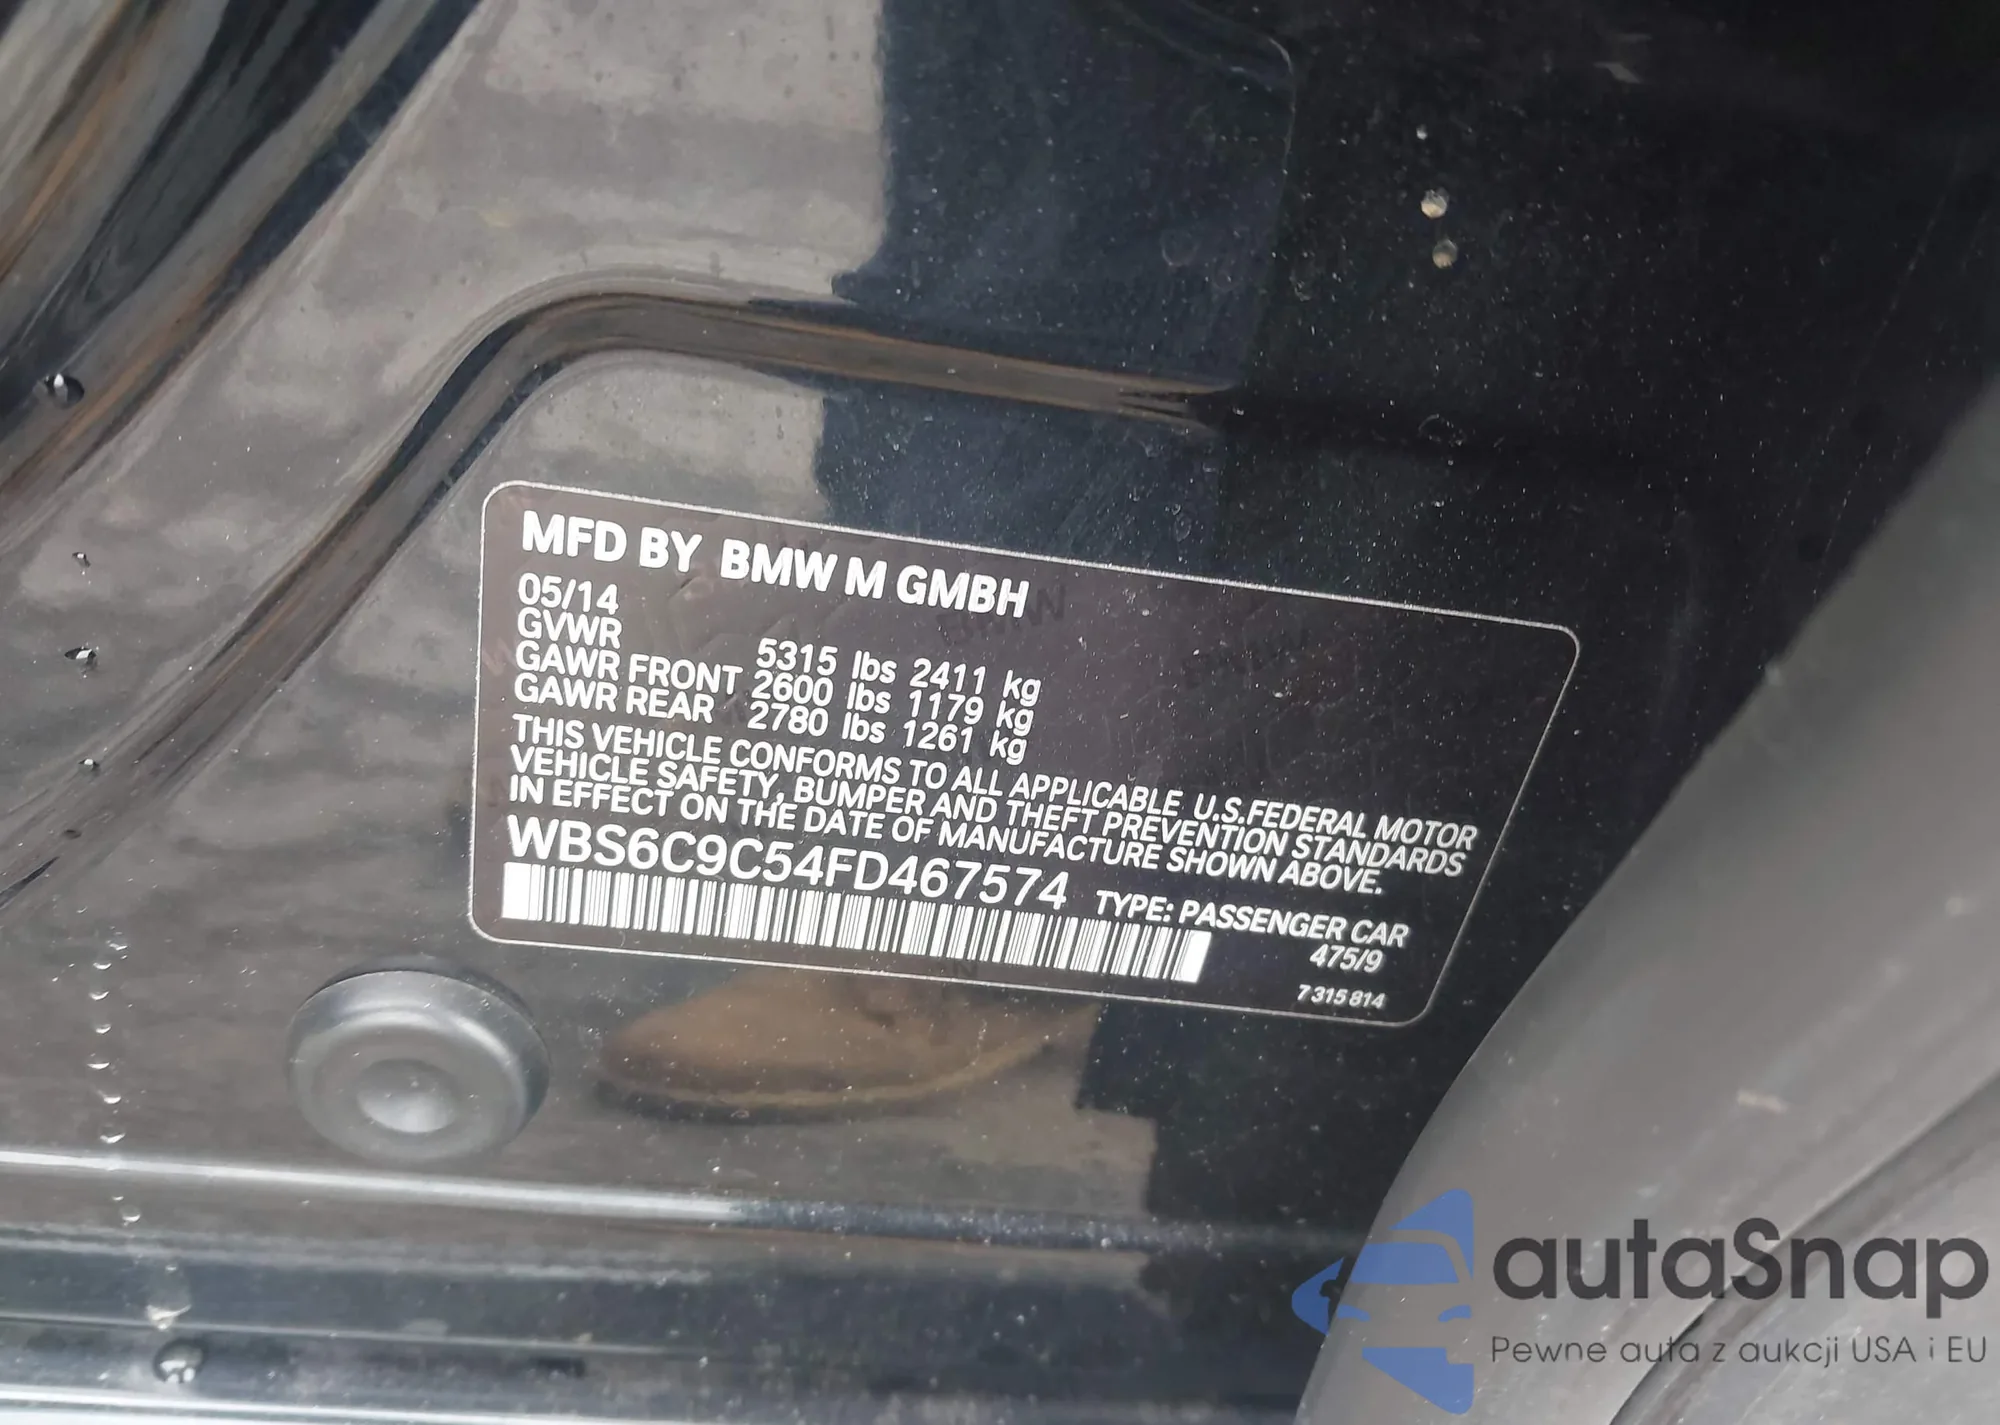 MFD BY BMW M GMBH
05/14
GVWR 5315 lbs 2411 kg
GAWR FRONT 2600 lbs 1179 kg
GAWR REAR 2780 lbs 1261 kg
THIS VEHICLE CONFORMS TO ALL APPLICABLE U.S.FEDERAL MOTOR
VEHICLE SAFETY, BUMPER AND THEFT PREVENTION STANDARDS
IN EFFECT ON THE DATE OF MANUFACTURE SHOWN ABOVE.
WBS6C9C54FD467574 TYPE: PASSENGER CAR
475/9
7 315 814
autaSnap
Pewne auta z aukcji USA i EU